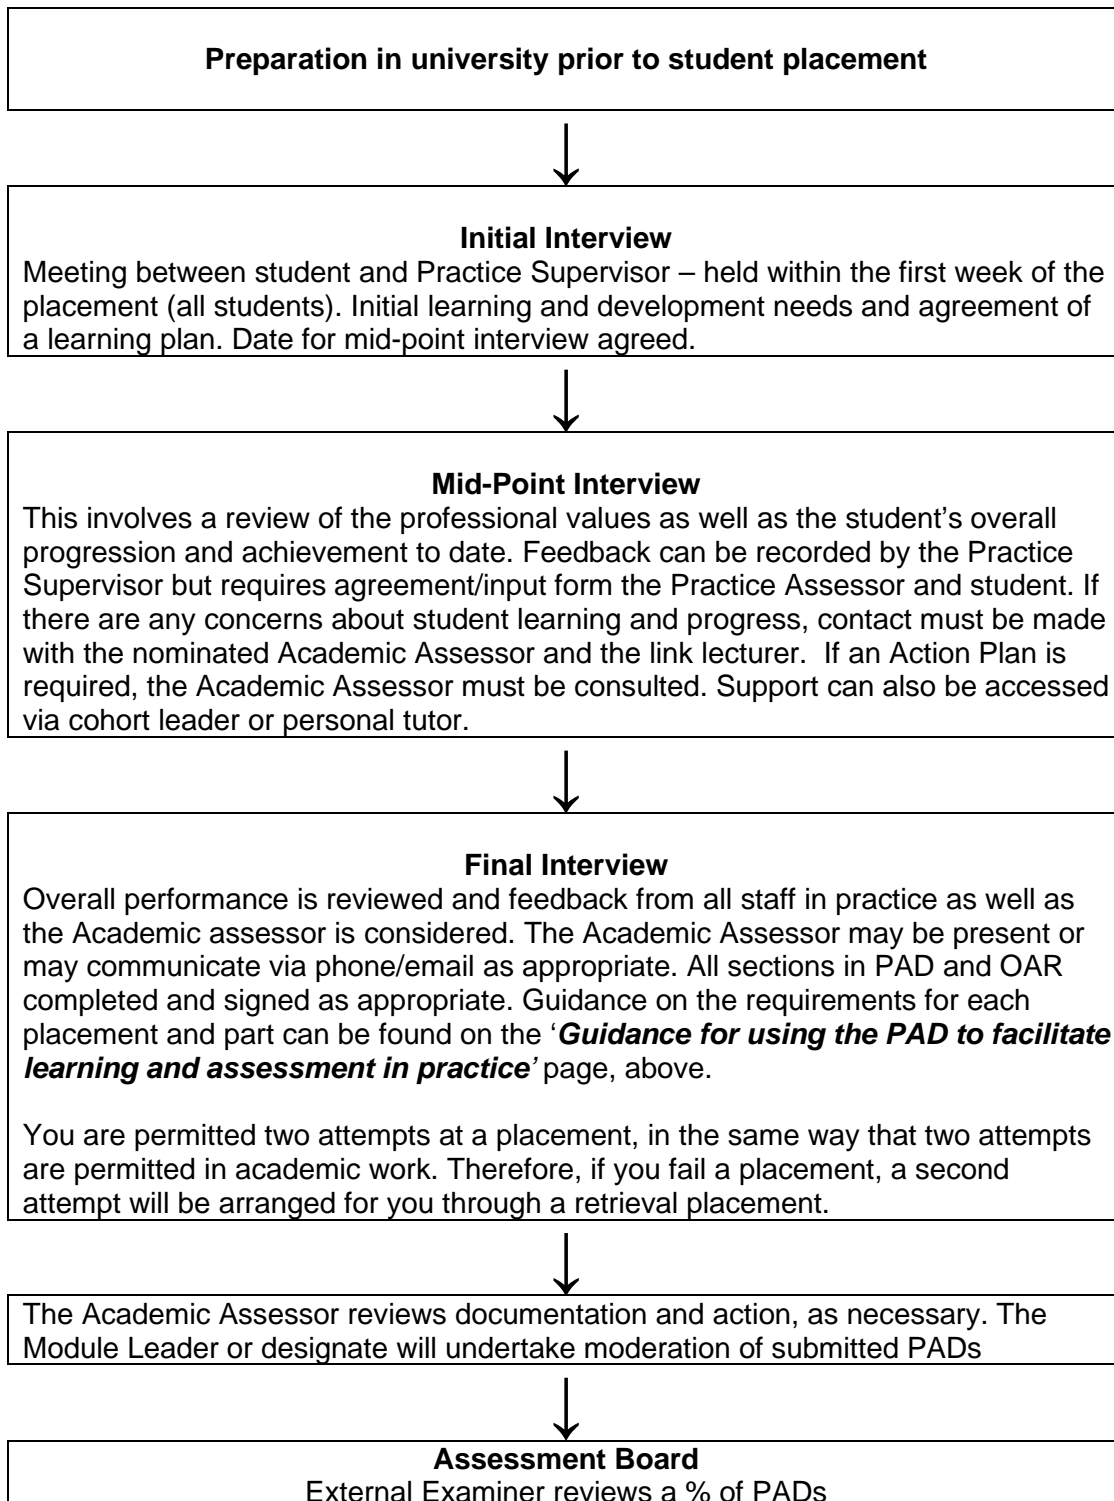 Preparation in university prior to student placement
Initial Interview
Meeting between student and Practice Supervisor – held within the first week of the
placement (all students). Initial learning and development needs and agreement of
a learning plan. Date for mid-point interview agreed.
Mid-Point Interview
This involves a review of the professional values as well as the student’s overall
progression and achievement to date. Feedback can be recorded by the Practice
Supervisor but requires agreement/input form the Practice Assessor and student. If
there are any concerns about student learning and progress, contact must be made
with the nominated Academic Assessor and the link lecturer.  If an Action Plan is
required, the Academic Assessor must be consulted. Support can also be accessed
via cohort leader or personal tutor.
Final Interview
Overall performance is reviewed and feedback from all staff in practice as well as
the Academic assessor is considered. The Academic Assessor may be present or
may communicate via phone/email as appropriate. All sections in PAD and OAR
completed and signed as appropriate. Guidance on the requirements for each
placement and part can be found on the ‘Guidance for using the PAD to facilitate
learning and assessment in practice’ page, above.
You are permitted two attempts at a placement, in the same way that two attempts
are permitted in academic work. Therefore, if you fail a placement, a second
attempt will be arranged for you through a retrieval placement.
The Academic Assessor reviews documentation and action, as necessary. The
Module Leader or designate will undertake moderation of submitted PADs
Assessment Board
External Examiner reviews a % of PADs